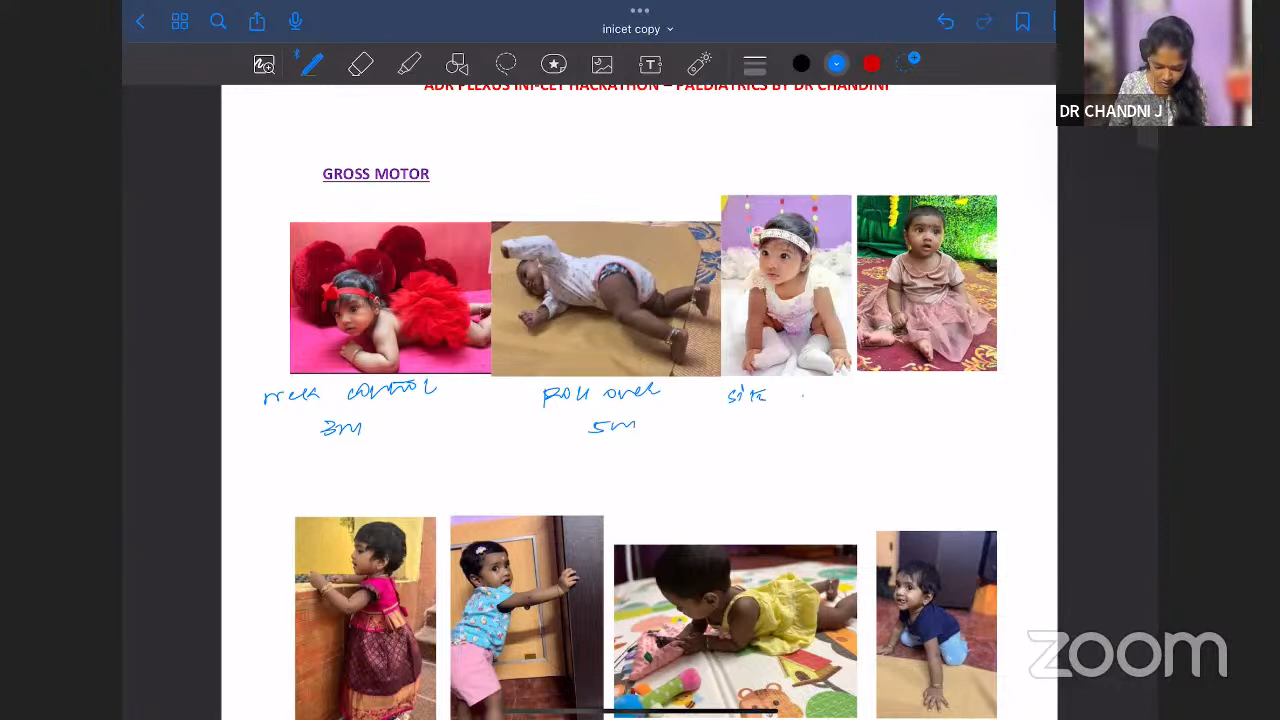 inicet copy
DR CHANDNI J
ADR PLEXUS INI-CET HACKATHON – PAEDIATRICS BY DR CHANDINI
GROSS MOTOR
neck control
roll over
sits
3m
5m
zoom